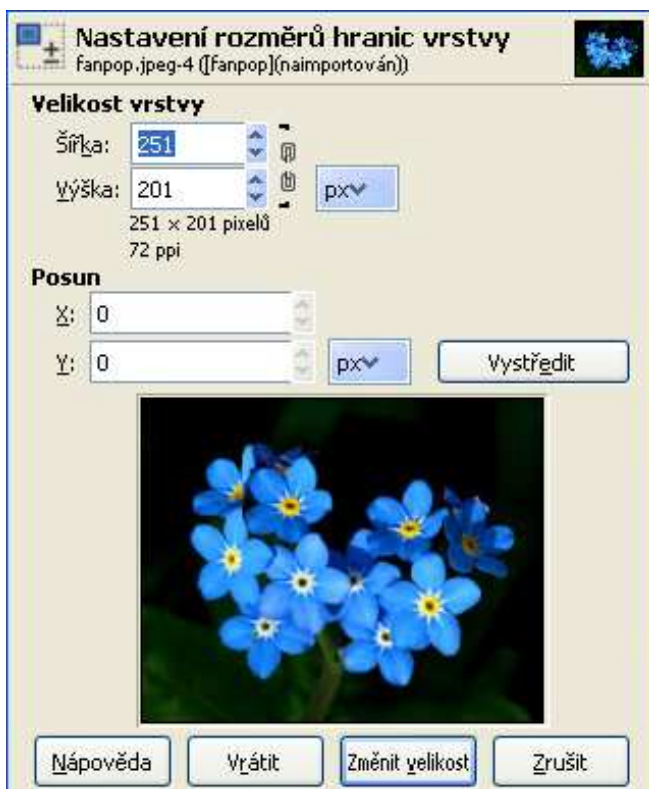 Nastavení rozměrů hranic vrstvy
fanpop.jpeg-4 ([fanpop](naimportován))
Velikost vrstvy
Šířka: 251
Výška: 201 px
251 × 201 pixelů
72 ppi
Posun
X: 0
Y: 0 px Vystředit
Nápověda Vrátit Změnit velikost Zrušit